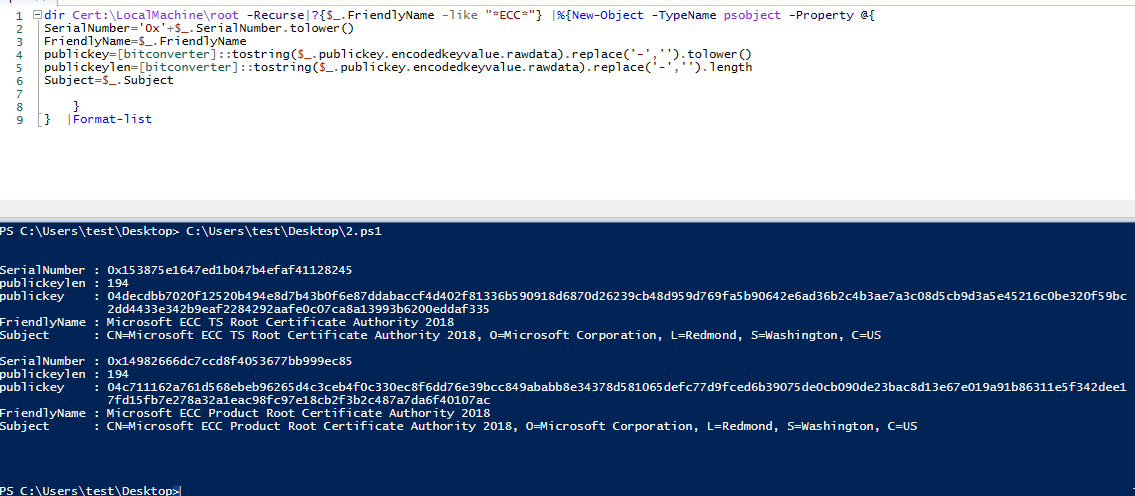 1 dir Cert:\LocalMachine\root -Recurse|?{$_.FriendlyName -like "*ECC*"} |%{New-Object -TypeName psobject -Property @{
2 SerialNumber='0x'+$_.SerialNumber.tolower()
3 FriendlyName=$_.FriendlyName
4 publickey=[bitconverter]::tostring($_.publickey.encodedkeyvalue.rawdata).replace('-','').tolower()
5 publickeylen=[bitconverter]::tostring($_.publickey.encodedkeyvalue.rawdata).replace('-','').length
6 Subject=$_.Subject
7
8 }
9 } |Format-list
PS C:\Users\test\Desktop> C:\Users\test\Desktop\2.ps1
SerialNumber : 0x153875e1647ed1b047b4efaf41128245
publickeylen : 194
publickey : 04decdbb7020f12520b494e8d7b43b0f6e87ddabaccf4d402f81336b590918d6870d26239cb48d959d769fa5b90642e6ad36b2c4b3ae7a3c08d5cb9d3a5e45216c0be320f59bc
2dd4433e342b9eaf2284292aafe0c07ca8a13993b6200eddaf335
FriendlyName : Microsoft ECC TS Root Certificate Authority 2018
Subject : CN=Microsoft ECC TS Root Certificate Authority 2018, O=Microsoft Corporation, L=Redmond, S=Washington, C=US
SerialNumber : 0x14982666dc7ccd8f4053677bb999ec85
publickeylen : 194
publickey : 04c711162a761d568ebeb96265d4c3ceb4f0c330ec8f6dd76e39bcc849ababb8e34378d581065defc77d9fced6b39075de0cb090de23bac8d13e67e019a91b86311e5f342dee1
7fd15fb7e278a32a1eac98fc97e18cb2f3b2c487a7da6f40107ac
FriendlyName : Microsoft ECC Product Root Certificate Authority 2018
Subject : CN=Microsoft ECC Product Root Certificate Authority 2018, O=Microsoft Corporation, L=Redmond, S=Washington, C=US
PS C:\Users\test\Desktop>